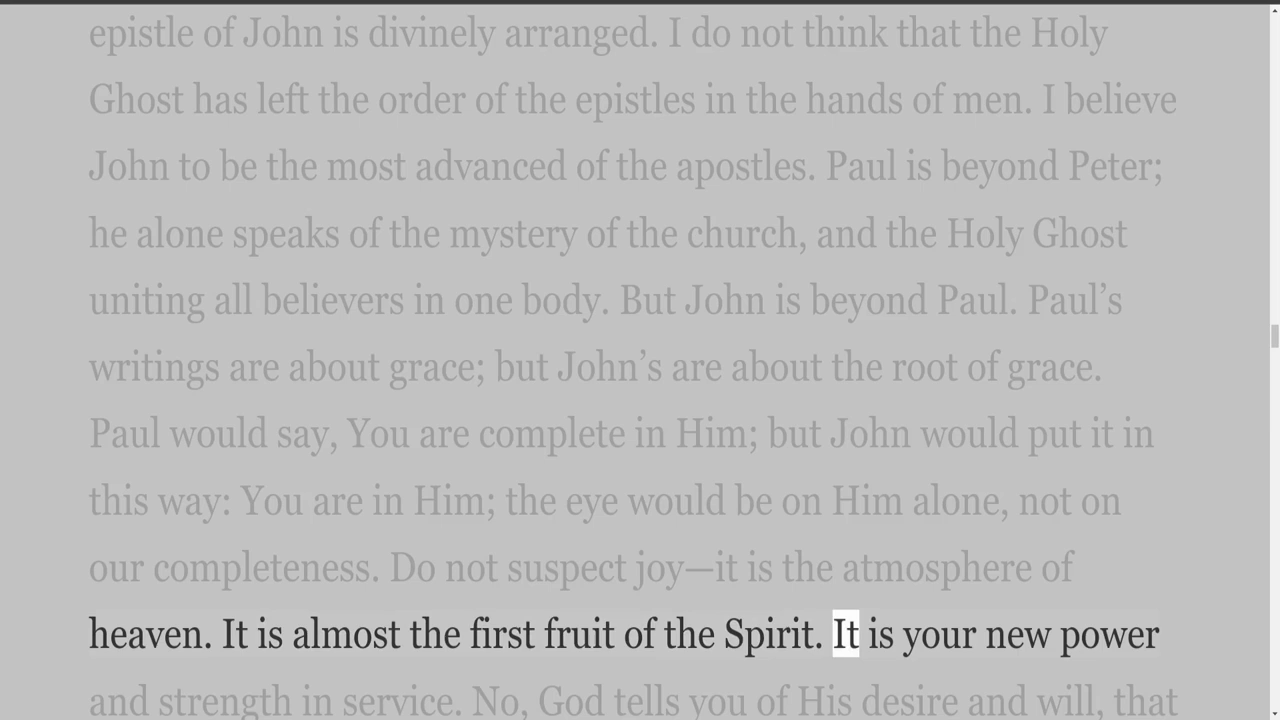 epistle of John is divinely arranged. I do not think that the Holy
Ghost has left the order of the epistles in the hands of men. I believe
John to be the most advanced of the apostles. Paul is beyond Peter;
he alone speaks of the mystery of the church, and the Holy Ghost
uniting all believers in one body. But John is beyond Paul. Paul’s
writings are about grace; but John’s are about the root of grace.
Paul would say, You are complete in Him; but John would put it in
this way: You are in Him; the eye would be on Him alone, not on
our completeness. Do not suspect joy—it is the atmosphere of
heaven. It is almost the first fruit of the Spirit. It is your new power
and strength in service. No, God tells you of His desire and will, that